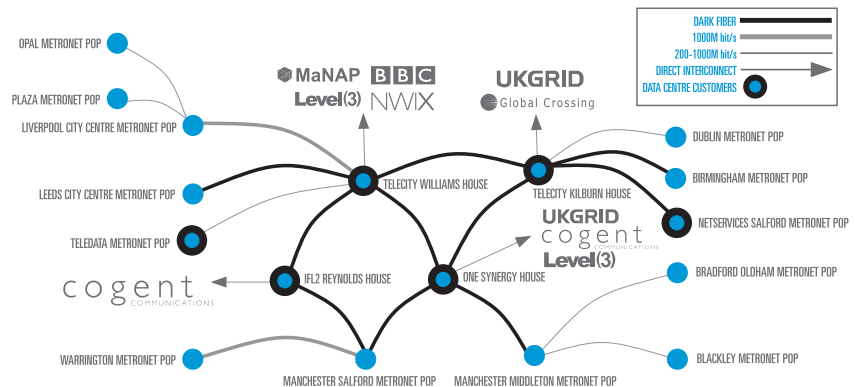 OPAL METRONET POP
PLAZA METRONET POP
LIVERPOOL CITY CENTRE METRONET POP
LEEDS CITY CENTRE METRONET POP
TELEDATA METRONET POP
cogent
COMMUNICATIONS
WARRINGTON METRONET POP
MaNAP BBC
Level(3) NWIX
TELECITY WILLIAMS HOUSE
IFL2 REYNOLDS HOUSE
MANCHESTER SALFORD METRONET POP
UKGRID
Global Crossing
TELECITY KILBURN HOUSE
UKGRID
cogent
COMMUNICATIONS
Level(3)
ONE SYNERGY HOUSE
MANCHESTER MIDDLETON METRONET POP
DARK FIBER
1000M bit/s
200-1000M bit/s
DIRECT INTERCONNECT
DATA CENTRE CUSTOMERS
DUBLIN METRONET POP
BIRMINGHAM METRONET POP
NETSERVICES SALFORD METRONET POP
BRADFORD OLDHAM METRONET POP
BLACKLEY METRONET POP